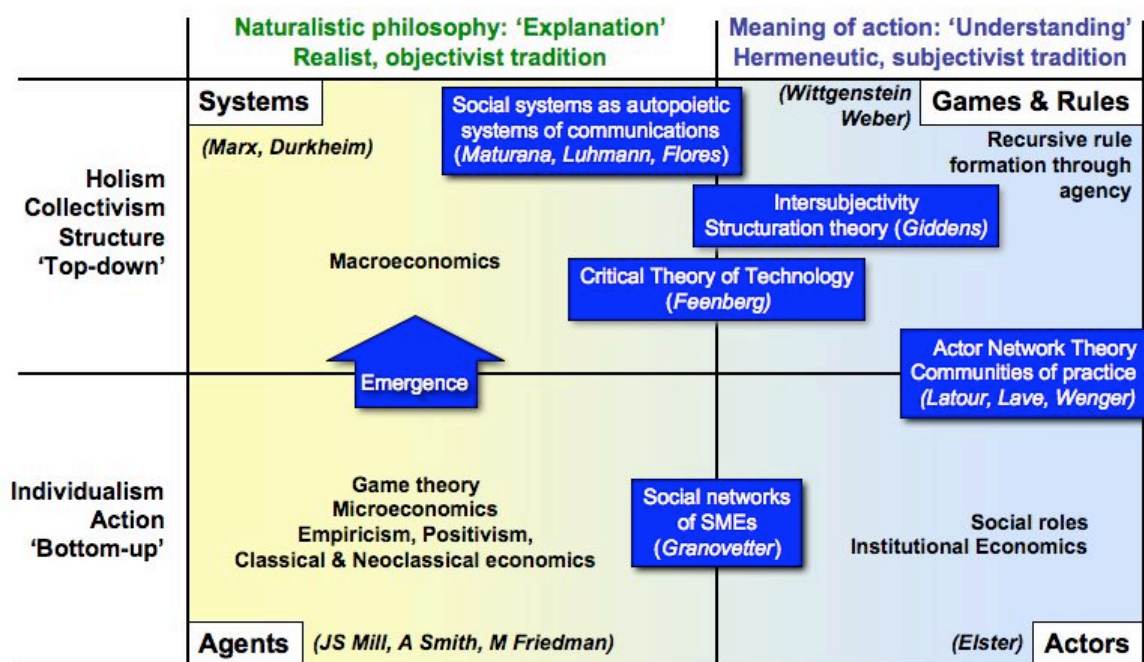 Naturalistic philosophy: ‘Explanation’
Realist, objectivist tradition
Meaning of action: ‘Understanding’
Hermeneutic, subjectivist tradition
Holism
Collectivism
Structure
‘Top-down’
Systems
(Marx, Durkheim)
Social systems as autopoietic
systems of communications
(Maturana, Luhmann, Flores)
(Wittgenstein
Weber)
Games & Rules
Recursive rule
formation through
agency
Intersubjectivity
Structuration theory (Giddens)
Macroeconomics
Critical Theory of Technology
(Feenberg)
Emergence
Actor Network Theory
Communities of practice
(Latour, Lave, Wenger)
Individualism
Action
‘Bottom-up’
Game theory
Microeconomics
Empiricism, Positivism,
Classical & Neoclassical economics
Social networks
of SMEs
(Granovetter)
Social roles
Institutional Economics
Agents
(JS Mill, A Smith, M Friedman)
(Elster)
Actors